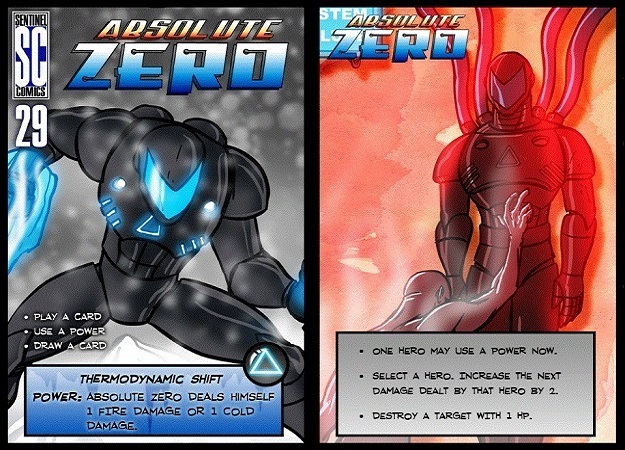 SENTINEL
SC
COMICS
29
ABSOLUTE
ZERO
• PLAY A CARD
• USE A POWER
• DRAW A CARD
THERMODYNAMIC SHIFT
POWER: ABSOLUTE ZERO DEALS HIMSELF
1 FIRE DAMAGE OR 1 COLD
DAMAGE.
STEM
ABSOLUTE
ZERO
• ONE HERO MAY USE A POWER NOW.
• SELECT A HERO. INCREASE THE NEXT
DAMAGE DEALT BY THAT HERO BY 2.
• DESTROY A TARGET WITH 1 HP.